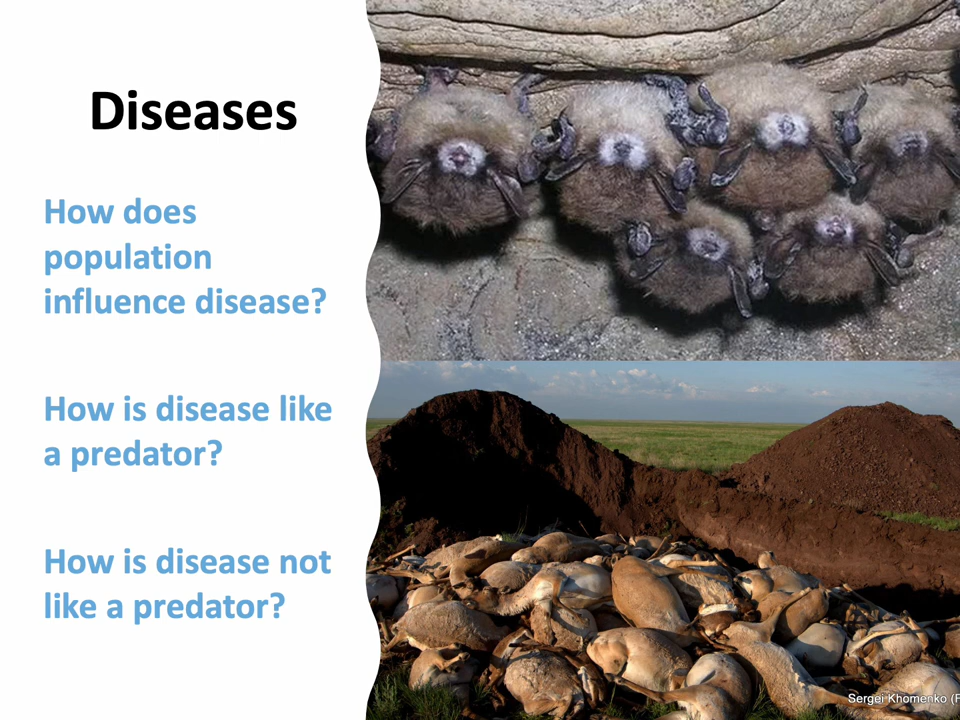 Diseases
How does
population
influence disease?
How is disease like
a predator?
How is disease not
like a predator?
Sergei Khomenko